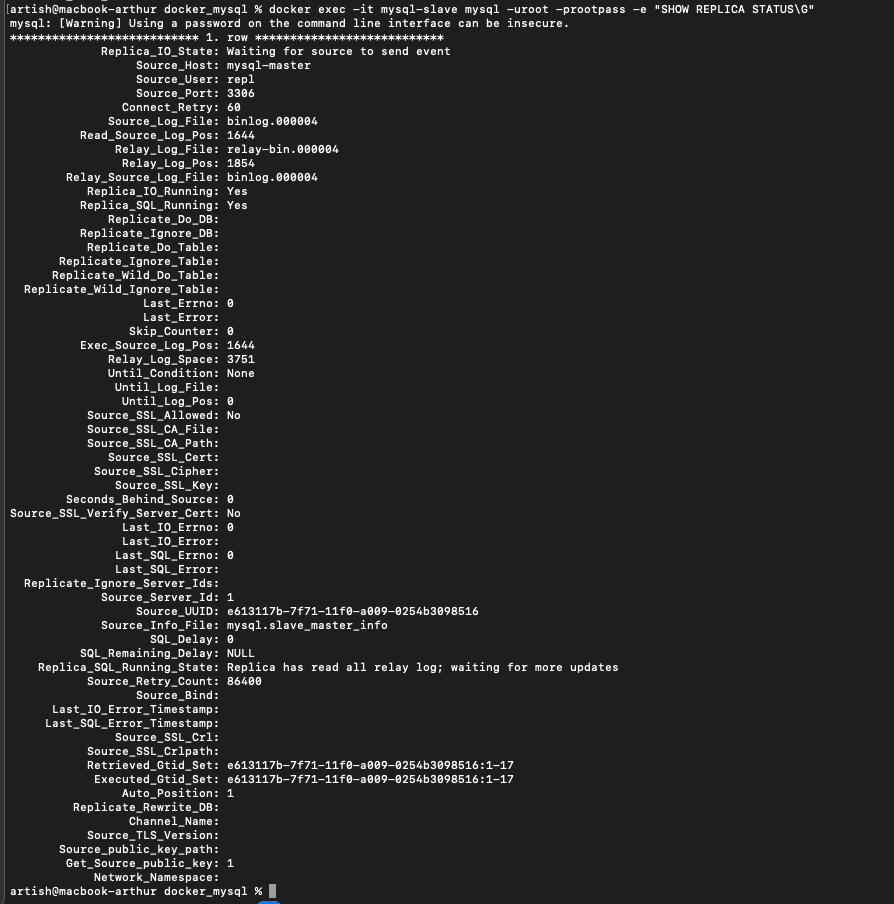 [artish@macbook-arthur docker_mysql % docker exec -it mysql-slave mysql -uroot -prootpass -e "SHOW REPLICA STATUS\G"
mysql: [Warning] Using a password on the command line interface can be insecure.
*************************** 1. row ***************************
Replica_IO_State: Waiting for source to send event
Source_Host: mysql-master
Source_User: repl
Source_Port: 3306
Connect_Retry: 60
Source_Log_File: binlog.000004
Read_Source_Log_Pos: 1644
Relay_Log_File: relay-bin.000004
Relay_Log_Pos: 1854
Relay_Source_Log_File: binlog.000004
Replica_IO_Running: Yes
Replica_SQL_Running: Yes
Replicate_Do_DB:
Replicate_Ignore_DB:
Replicate_Do_Table:
Replicate_Ignore_Table:
Replicate_Wild_Do_Table:
Replicate_Wild_Ignore_Table:
Last_Errno: 0
Last_Error:
Skip_Counter: 0
Exec_Source_Log_Pos: 1644
Relay_Log_Space: 3751
Until_Condition: None
Until_Log_File:
Until_Log_Pos: 0
Source_SSL_Allowed: No
Source_SSL_CA_File:
Source_SSL_CA_Path:
Source_SSL_Cert:
Source_SSL_Cipher:
Source_SSL_Key:
Seconds_Behind_Source: 0
Source_SSL_Verify_Server_Cert: No
Last_IO_Errno: 0
Last_IO_Error:
Last_SQL_Errno: 0
Last_SQL_Error:
Replicate_Ignore_Server_Ids:
Source_Server_Id: 1
Source_UUID: e613117b-7f71-11f0-a009-0254b3098516
Source_Info_File: mysql.slave_master_info
SQL_Delay: 0
SQL_Remaining_Delay: NULL
Replica_SQL_Running_State: Replica has read all relay log; waiting for more updates
Source_Retry_Count: 86400
Source_Bind:
Last_IO_Error_Timestamp:
Last_SQL_Error_Timestamp:
Source_SSL_Crl:
Source_SSL_Crlpath:
Retrieved_Gtid_Set: e613117b-7f71-11f0-a009-0254b3098516:1-17
Executed_Gtid_Set: e613117b-7f71-11f0-a009-0254b3098516:1-17
Auto_Position: 1
Replicate_Rewrite_DB:
Channel_Name:
Source_TLS_Version:
Source_public_key_path:
Get_Source_public_key: 1
Network_Namespace:
artish@macbook-arthur docker_mysql %